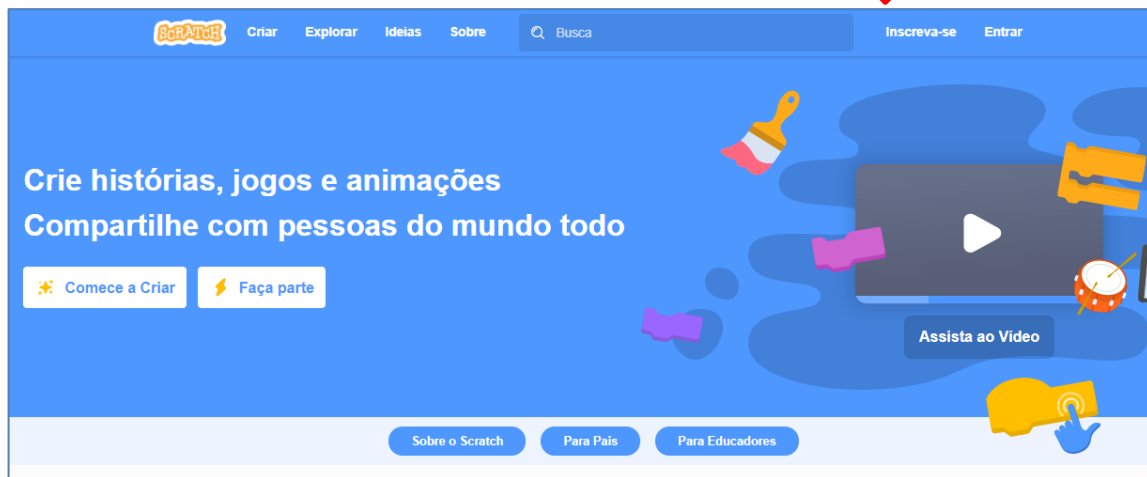 SCRATCH Criar Explorar Ideias Sobre Busca Inscreva-se Entrar
Crie histórias, jogos e animações
Compartilhe com pessoas do mundo todo
Comece a Criar Faça parte
Assista ao Vídeo
Sobre o Scratch Para Pais Para Educadores